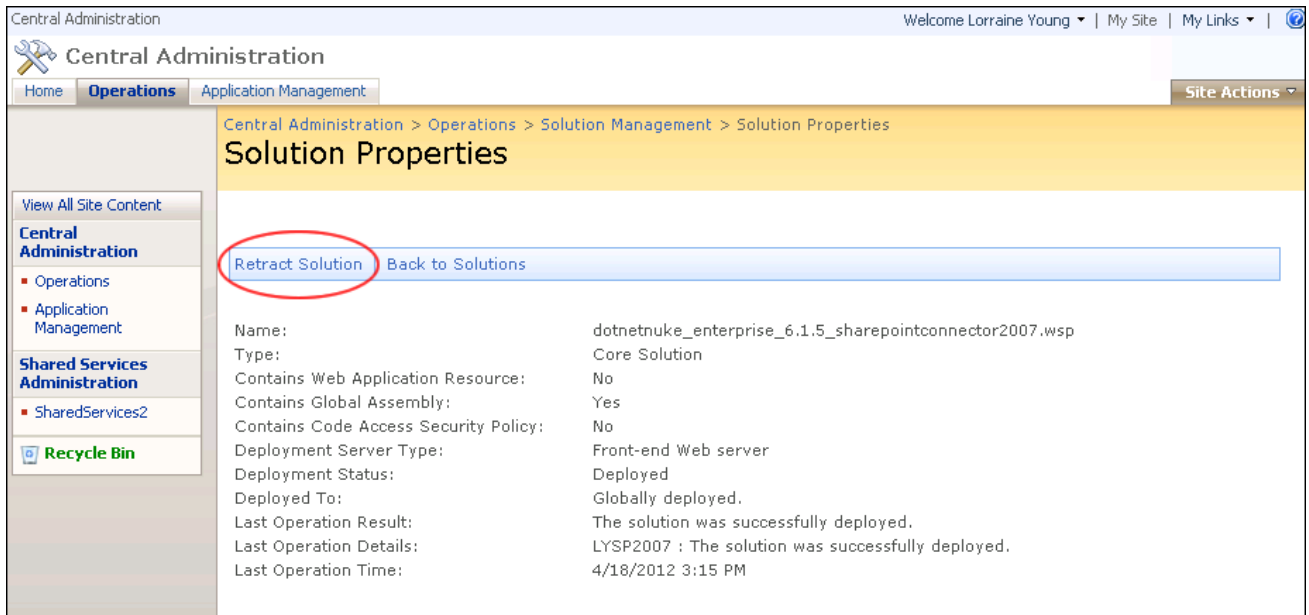 Central Administration
Welcome Lorraine Young | My Site | My Links |
Central Administration
Home Operations Application Management
Site Actions
Central Administration > Operations > Solution Management > Solution Properties
Solution Properties
View All Site Content
Central
Administration
Operations
Application
Management
Shared Services
Administration
SharedServices2
Recycle Bin
Retract Solution | Back to Solutions
Name: dotnetnuke_enterprise_6.1.5_sharepointconnector2007.wsp
Type: Core Solution
Contains Web Application Resource: No
Contains Global Assembly: Yes
Contains Code Access Security Policy: No
Deployment Server Type: Front-end Web server
Deployment Status: Deployed
Deployed To: Globally deployed.
Last Operation Result: The solution was successfully deployed.
Last Operation Details: LYSP2007 : The solution was successfully deployed.
Last Operation Time: 4/18/2012 3:15 PM